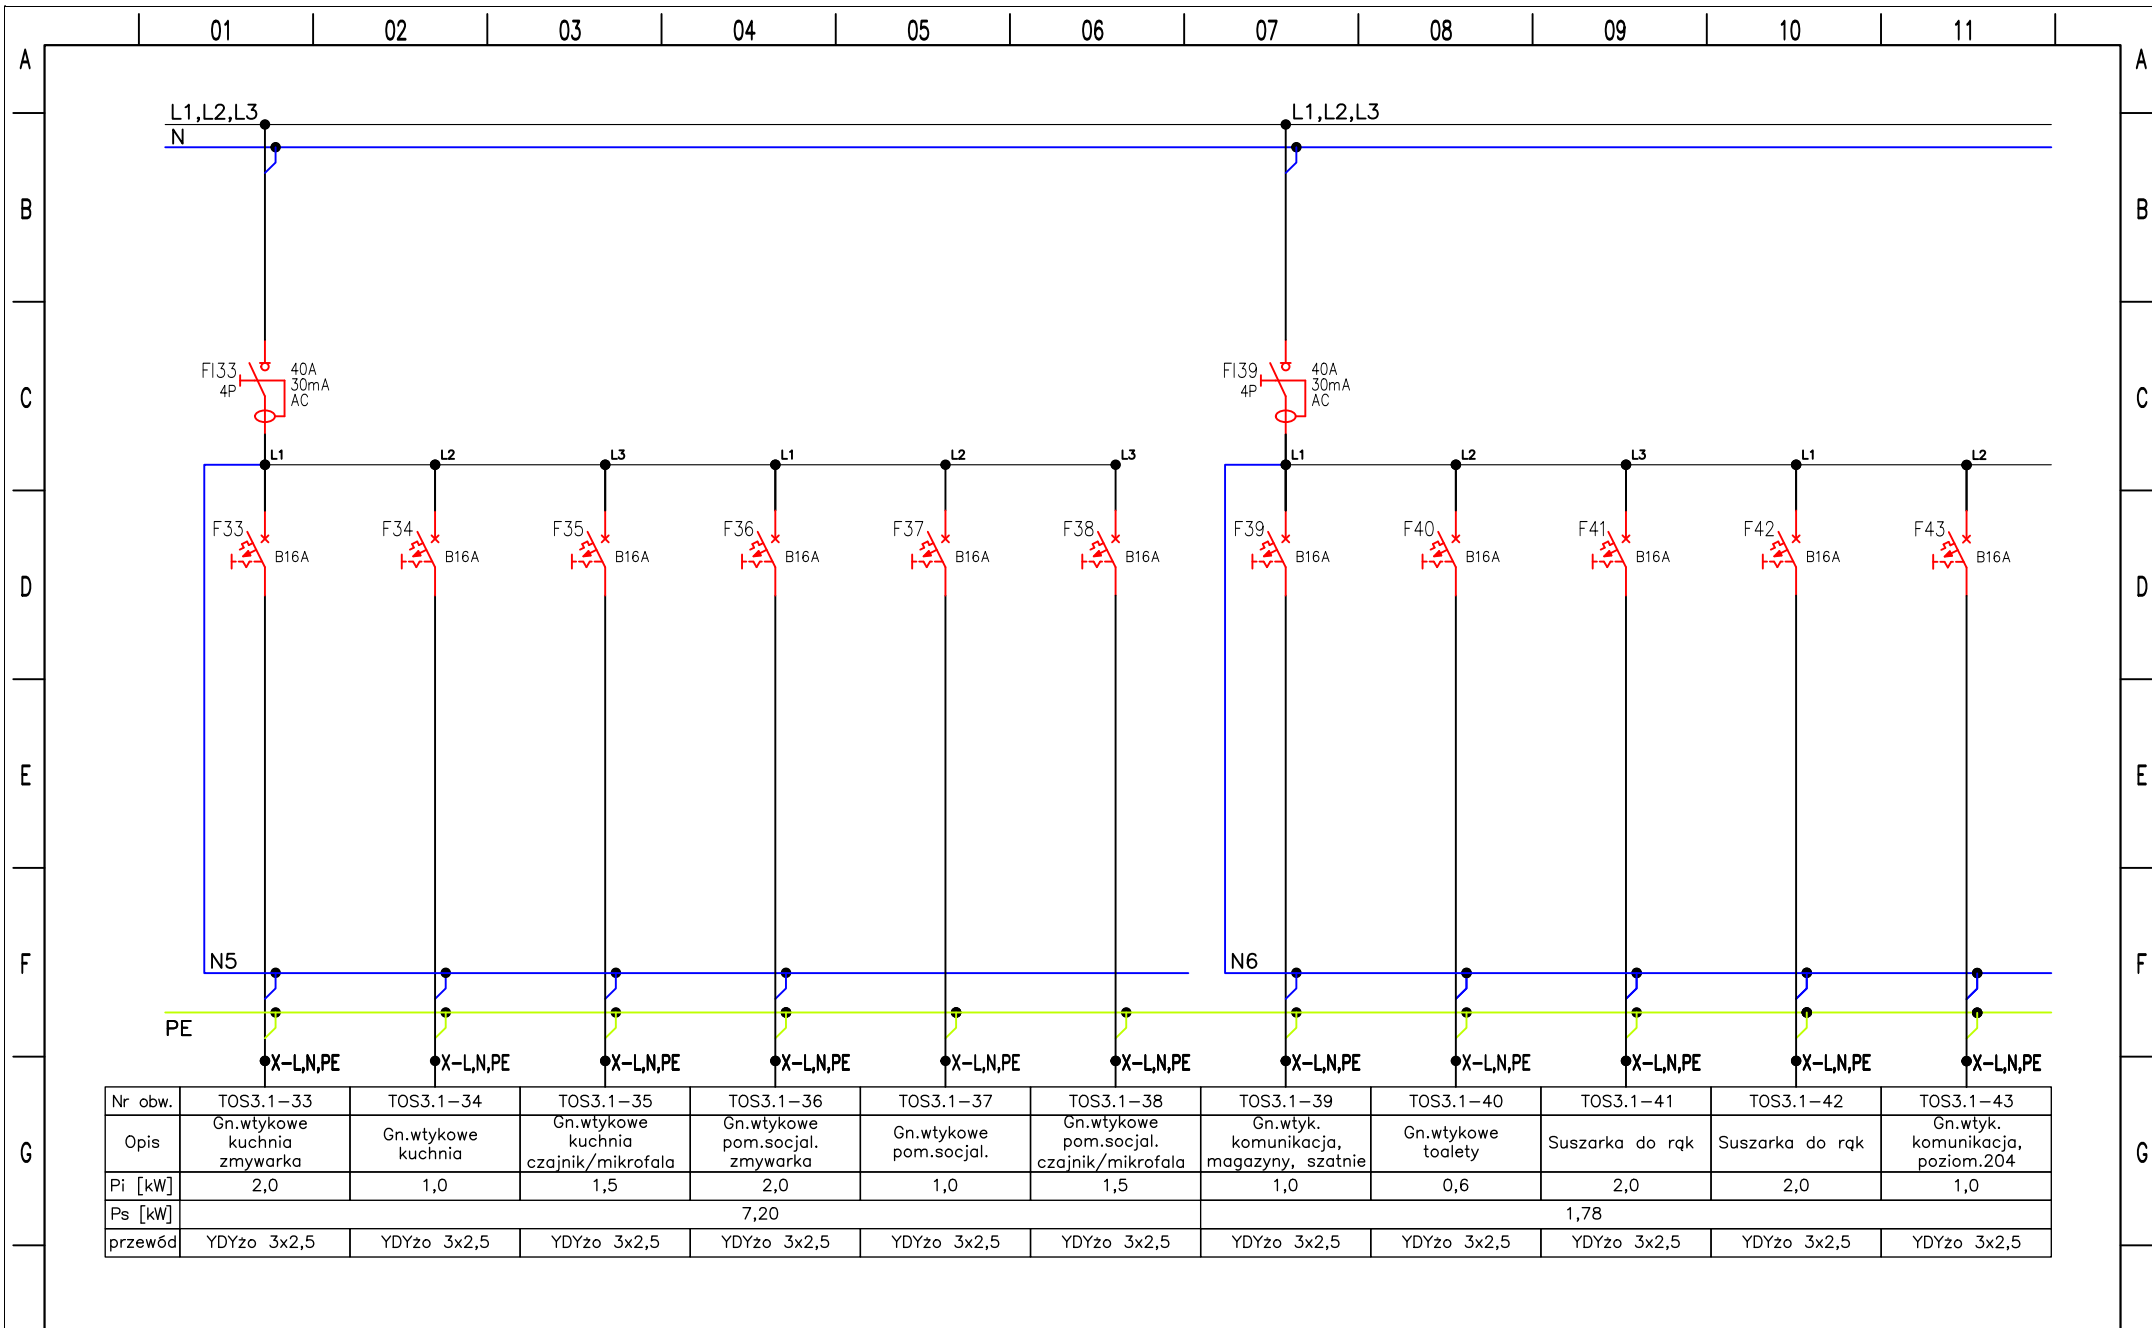 01 02 03 04 05 06 07 08 09 10 11
A A
L1,L2,L3 L1,L2,L3
N
B B
FI33 40A FI39 40A
4P 30mA 4P 30mA
AC AC
C C
L1 L2 L3 L1 L2 L3 L1 L2 L3 L1 L2
F33 F34 F35 F36 F37 F38 F39 F40 F41 F42 F43
B16A B16A B16A B16A B16A B16A B16A B16A B16A B16A B16A
D D
E E
N5 N6
F F
PE
X-L,N,PE X-L,N,PE X-L,N,PE X-L,N,PE X-L,N,PE X-L,N,PE X-L,N,PE X-L,N,PE X-L,N,PE X-L,N,PE X-L,N,PE
Nr obw. TOS3.1-33 TOS3.1-34 TOS3.1-35 TOS3.1-36 TOS3.1-37 TOS3.1-38 TOS3.1-39 TOS3.1-40 TOS3.1-41 TOS3.1-42 TOS3.1-43
G G
Opis
Gn.wtykowe
kuchnia
zmywarka
Gn.wtykowe
kuchnia
Gn.wtykowe
kuchnia
czajnik/mikrofala
Gn.wtykowe
pom.socjal.
zmywarka
Gn.wtykowe
pom.socjal.
Gn.wtykowe
pom.socjal.
czajnik/mikrofala
Gn.wtyk.
komunikacja,
magazyny, szatnie
Gn.wtykowe
toalety
Suszarka do rąk
Suszarka do rąk
Gn.wtyk.
komunikacja,
poziom.204
Pi [kW] 2,0 1,0 1,5 2,0 1,0 1,5 1,0 0,6 2,0 2,0 1,0
Ps [kW] 7,20 1,78
przewód YDYżo 3x2,5 YDYżo 3x2,5 YDYżo 3x2,5 YDYżo 3x2,5 YDYżo 3x2,5 YDYżo 3x2,5 YDYżo 3x2,5 YDYżo 3x2,5 YDYżo 3x2,5 YDYżo 3x2,5 YDYżo 3x2,5